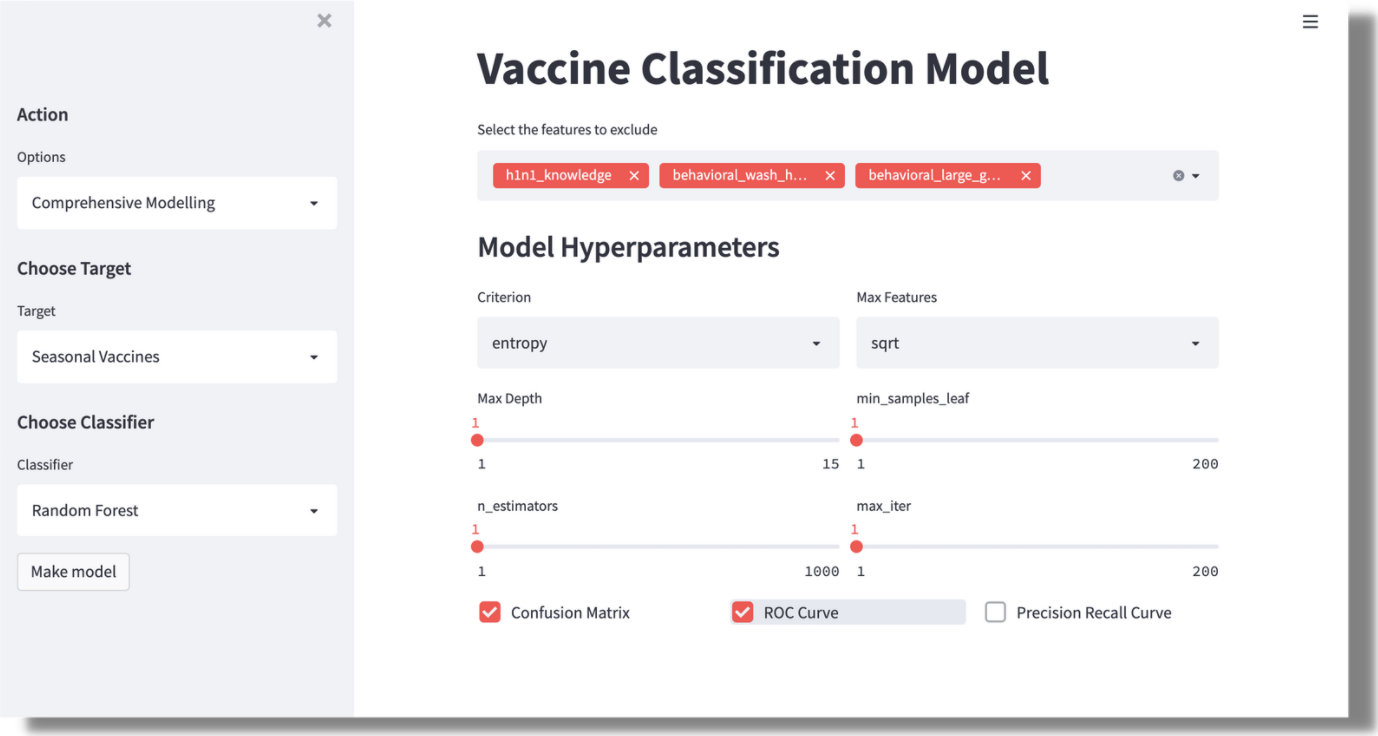 Action
Options
Comprehensive Modelling
Choose Target
Target
Seasonal Vaccines
Choose Classifier
Classifier
Random Forest
Make model
Vaccine Classification Model
Select the features to exclude
h1n1_knowledge behavioral_wash_h... behavioral_large_g...
Model Hyperparameters
Criterion Max Features
entropy sqrt
Max Depth min_samples_leaf
1 1
1 15 1 200
n_estimators max_iter
1 1
1 1000 1 200
Confusion Matrix ROC Curve Precision Recall Curve